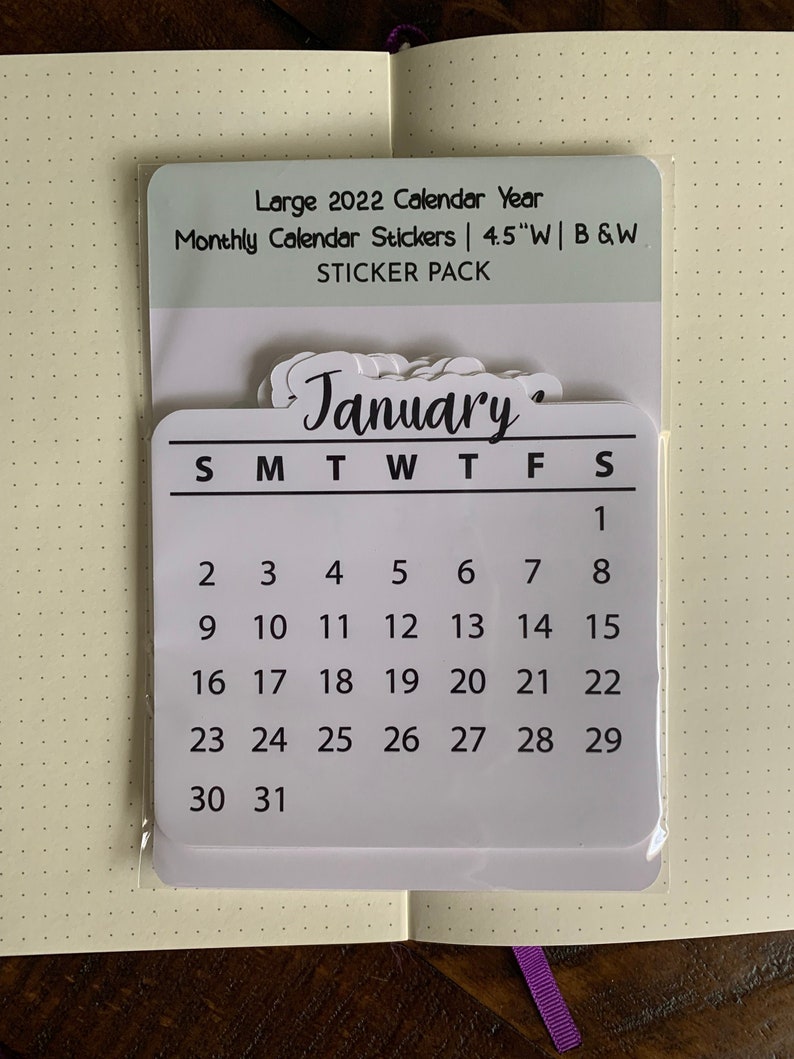 Large 2022 Calendar Year
Monthly Calendar Stickers | 4.5"W | B & W
STICKER PACK
January
S M T W T F S
1
2 3 4 5 6 7 8
9 10 11 12 13 14 15
16 17 18 19 20 21 22
23 24 25 26 27 28 29
30 31